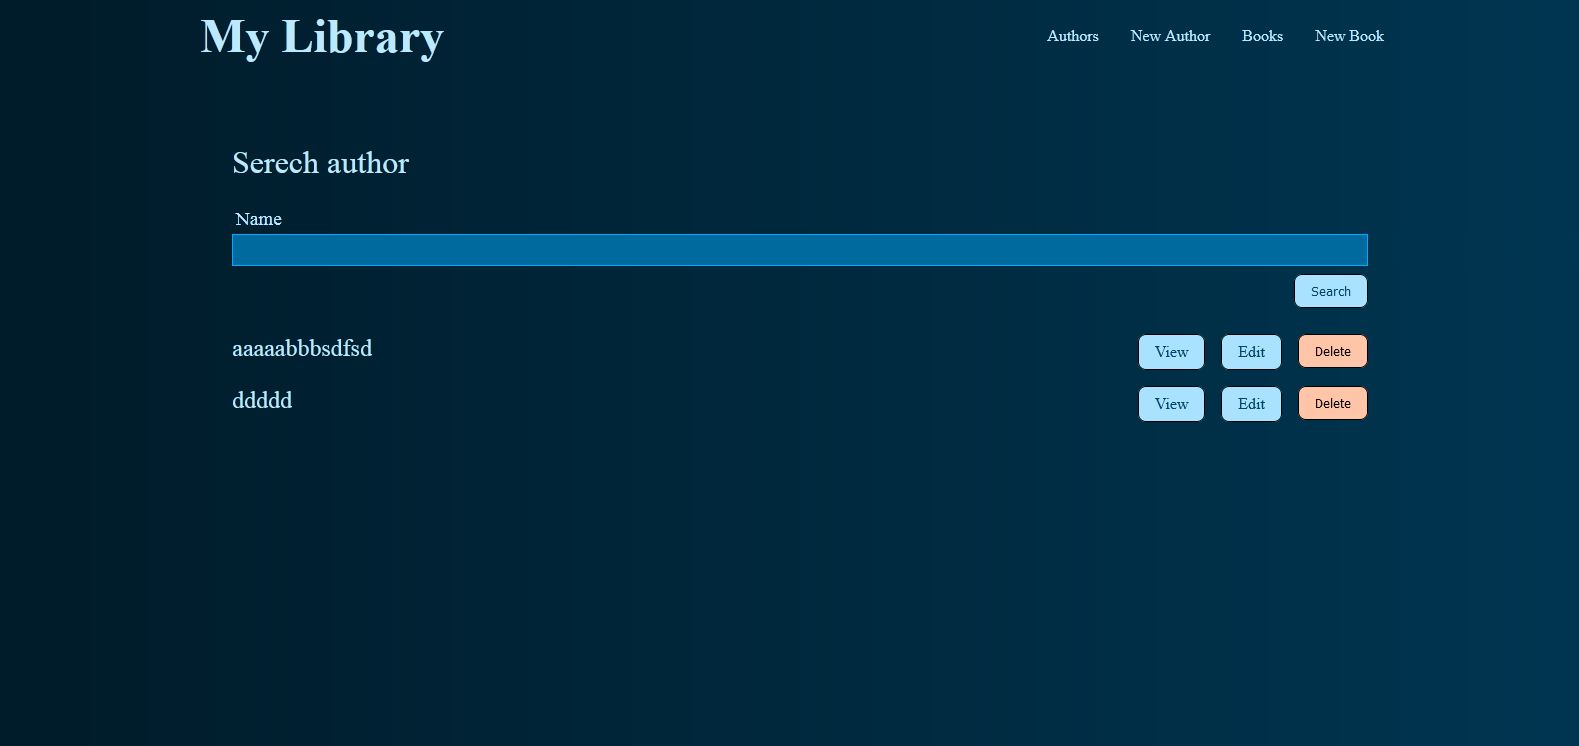 My Library
Authors New Author Books New Book
Serech author
Name
Search
aaaaabbbsdfsd View Edit Delete
ddddd View Edit Delete